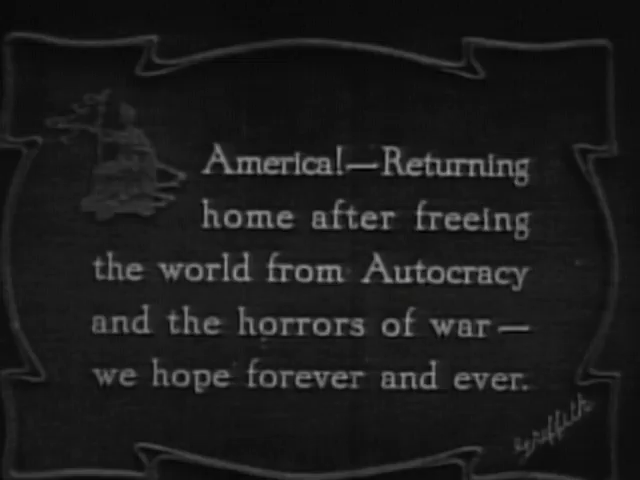 America!—Returning
home after freeing
the world from Autocracy
and the horrors of war—
we hope forever and ever.
Griffith